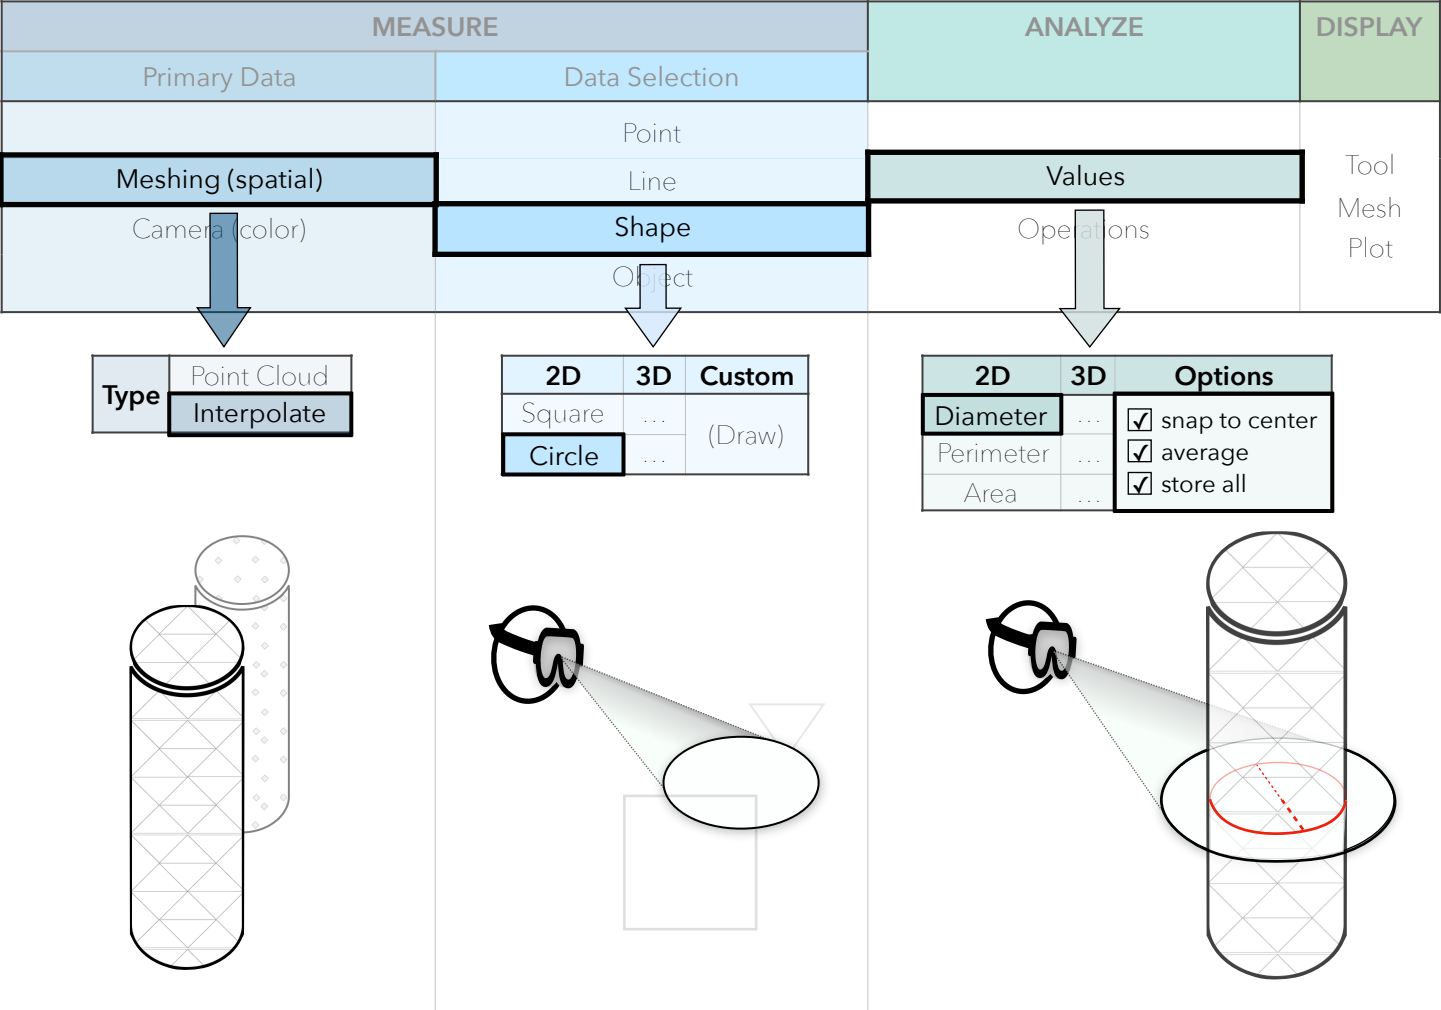 MEASURE
ANALYZE
DISPLAY
Primary Data
Data Selection
Point
Meshing (spatial)
Line
Values
Tool
Camera (color)
Shape
Operations
Mesh
Object
Plot
Type
Point Cloud
Interpolate
2D 3D Custom
Square ...
(Draw)
Circle ...
2D 3D Options
Diameter ...
Perimeter ...
Area ...
✓ snap to center
✓ average
✓ store all